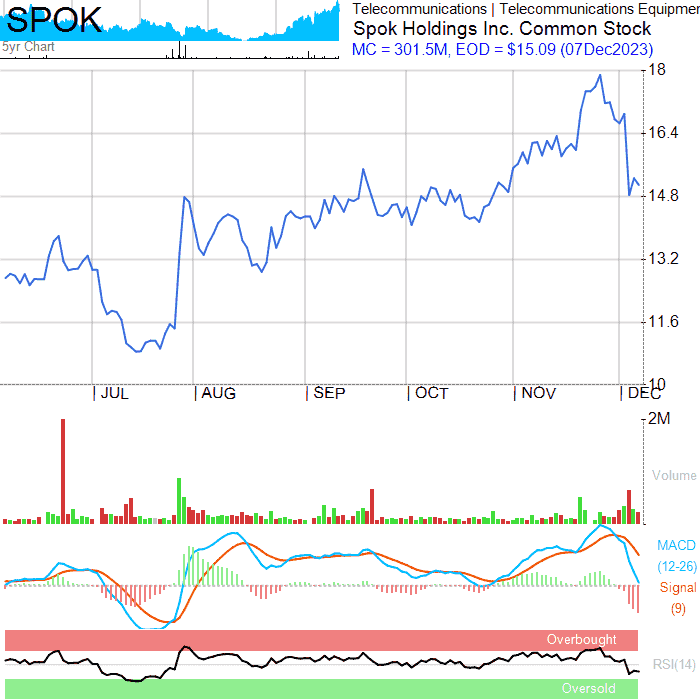 SPOK
5yr Chart
Telecommunications | Telecommunications Equipmen
Spok Holdings Inc. Common Stock
MC = 301.5M, EOD = $15.09 (07Dec2023)
18
16.4
14.8
13.2
11.6
10
JUL AUG SEP OCT NOV DEC
2M
Volume
MACD
(12-26)
Signal
(9)
Overbought
RSI(14)
Oversold